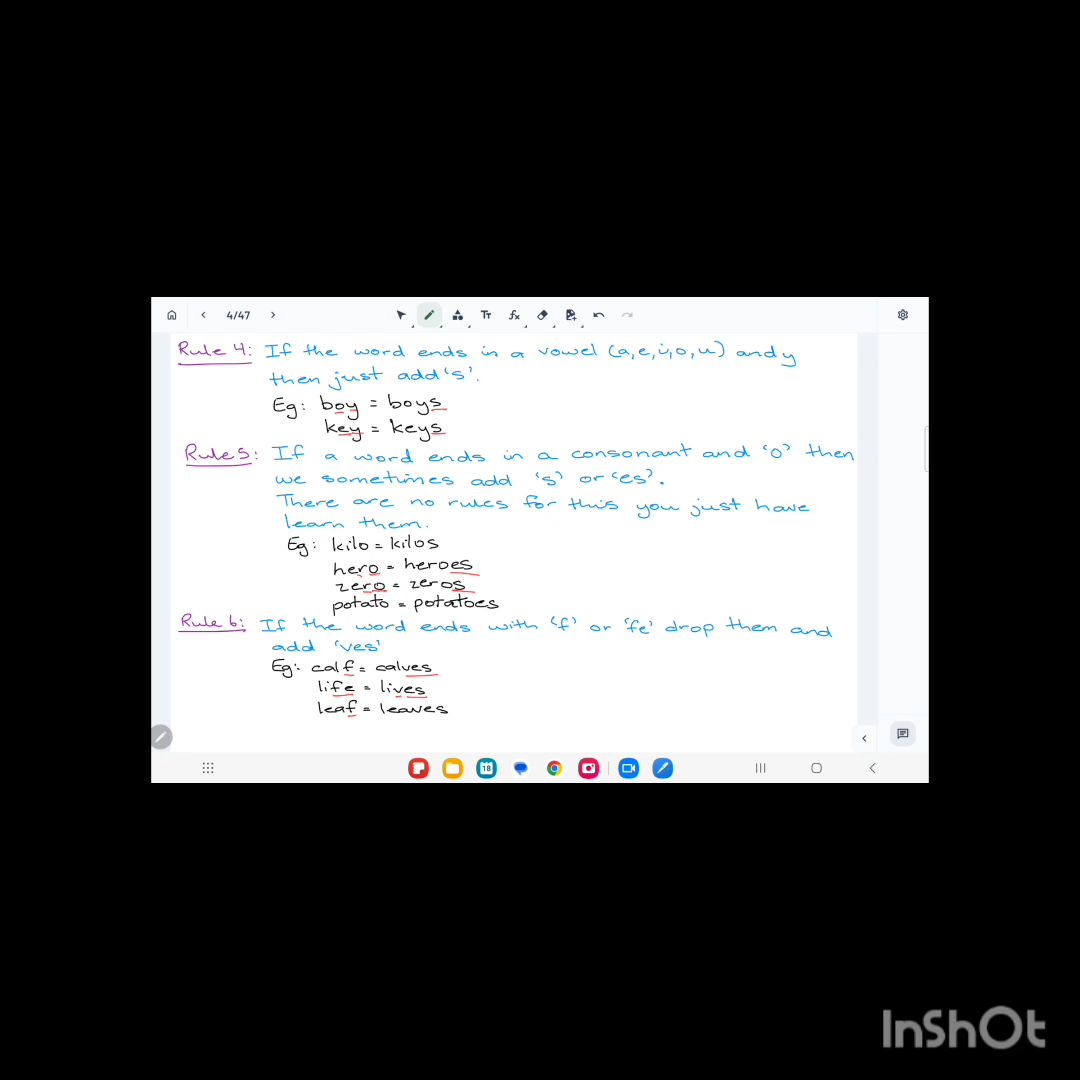 4/47
Tт
fx
Rule 4: If the word ends in a vowel (a,e,i,o,u) and y
then just add 's'.
Eg: boy = boys
key = keys
Rule 5: If a word ends in a consonant and 'o' then
we sometimes add 's' or 'es'.
There are no rules for this you just have
learn them.
Eg: kilo = kilos
hero = heroes
zero = zeros
potato = potatoes
Rule 6: If the word ends with 'f' or 'fe' drop them and
add 'ves'
Eg: calf = calves
life = lives
leaf = leaves
18
InShOt